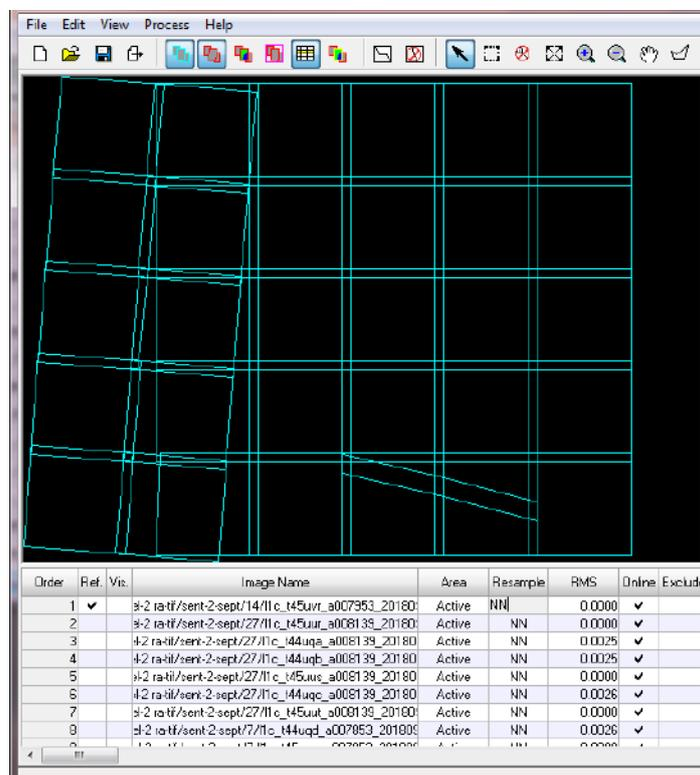 File Edit View Process Help
Order Ref. Vis. Image Name Area Resample RMS Online Exclude
1 el-2 ra-tif/sent-2-sept/14/l1c_t45uvr_a007953_20180 Active NN 0.0000
2 el-2 ra-tif/sent-2-sept/27/l1c_t45uur_a008139_20180 Active NN 0.0000
3 el-2 ra-tif/sent-2-sept/27/l1c_t44uqa_a008139_20180 Active NN 0.0025
4 el-2 ra-tif/sent-2-sept/27/l1c_t44uqb_a008139_20180 Active NN 0.0025
5 el-2 ra-tif/sent-2-sept/27/l1c_t45uus_a008139_20180 Active NN 0.0000
6 el-2 ra-tif/sent-2-sept/27/l1c_t44uqc_a008139_20180 Active NN 0.0026
7 el-2 ra-tif/sent-2-sept/27/l1c_t45uut_a008139_20180 Active NN 0.0000
8 el-2 ra-tif/sent-2-sept/7/l1c_t44uqd_a007853_201809 Active NN 0.0026